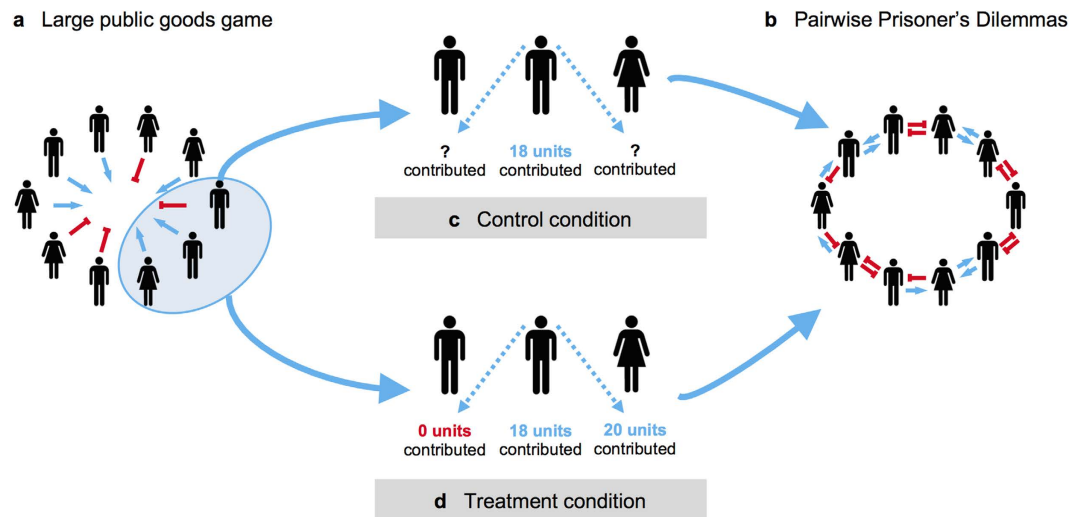 a Large public goods game
b Pairwise Prisoner's Dilemmas
? 18 units ?
contributed contributed contributed
c Control condition
0 units 18 units 20 units
contributed contributed contributed
d Treatment condition